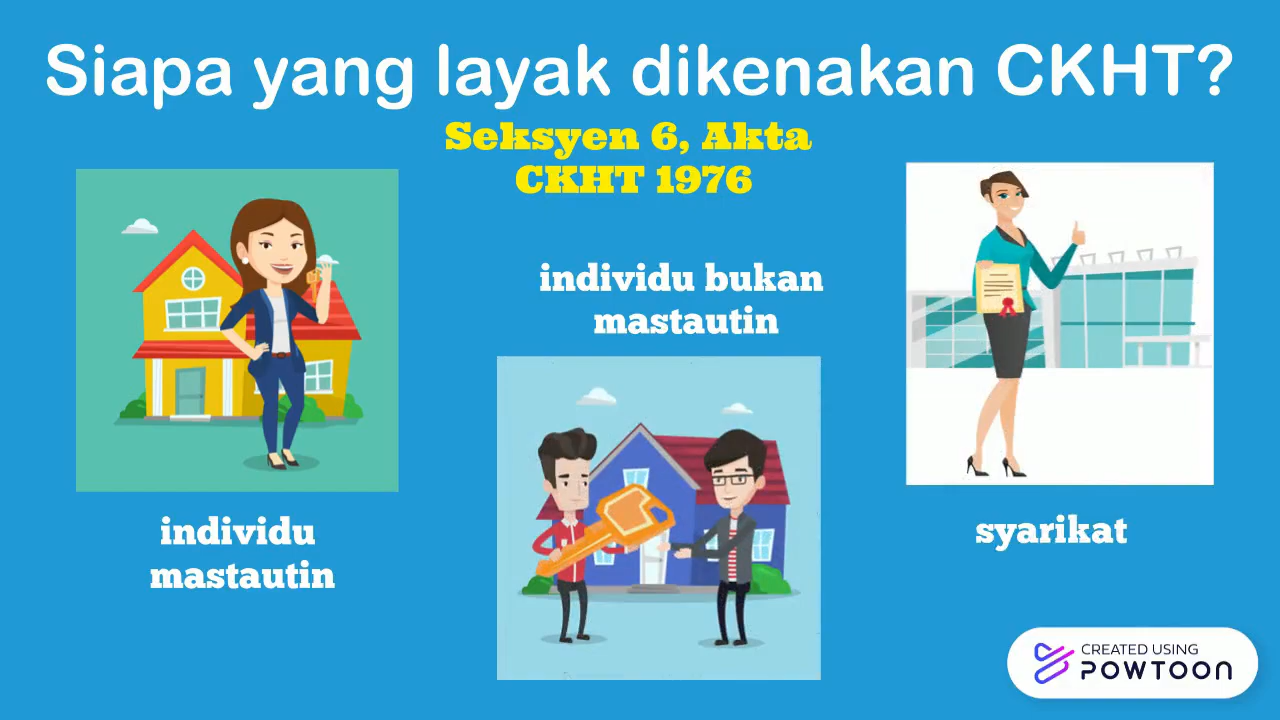 Siapa yang layak dikenakan CKHT?
Seksyen 6, Akta
CKHT 1976
individu
mastautin
individu bukan
mastautin
syarikat
CREATED USING
POWTOON